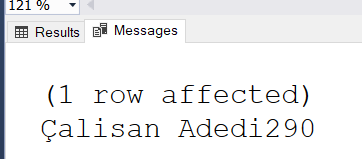 121 %
Results Messages
(1 row affected)
Çalisan Adedi290